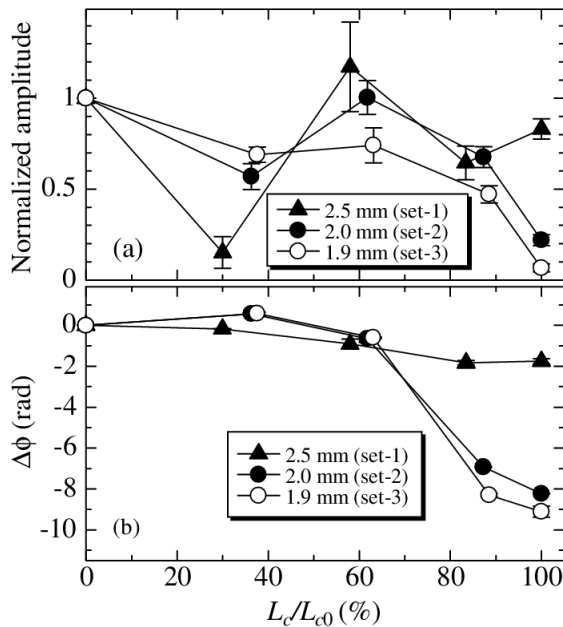 Normalized amplitude
1
0.5
0
(a)
2.5 mm (set-1)
2.0 mm (set-2)
1.9 mm (set-3)
Δϕ (rad)
0
-2
-4
-6
-8
-10
(b)
2.5 mm (set-1)
2.0 mm (set-2)
1.9 mm (set-3)
0 20 40 60 80 100
Lc/Lc0 (%)